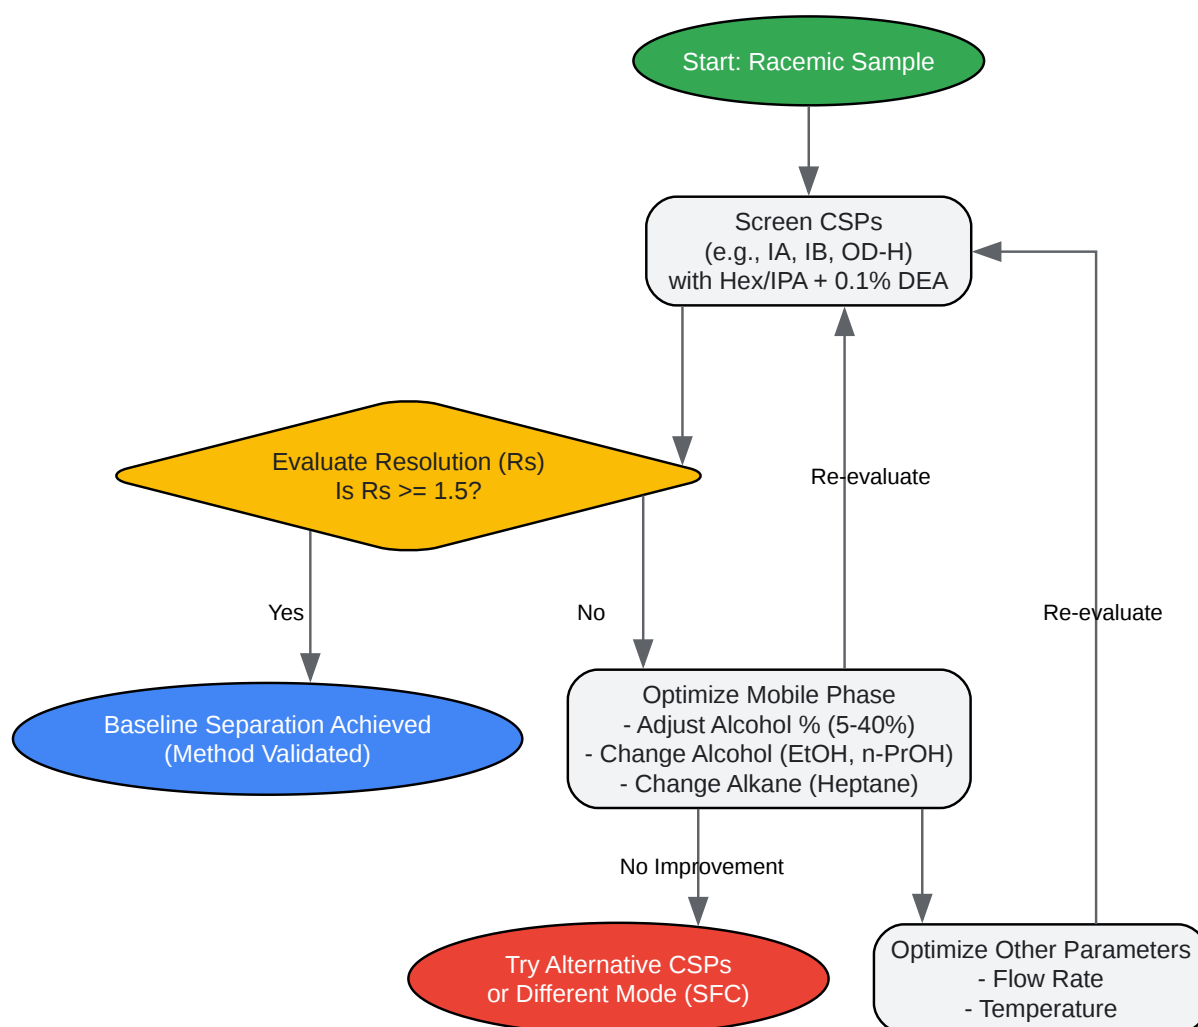 Start: Racemic Sample
Screen CSPs
(e.g., IA, IB, OD-H)
with Hex/IPA + 0.1% DEA
Evaluate Resolution (Rs)
Is Rs >= 1.5?
Re-evaluate
Yes
No
Re-evaluate
Baseline Separation Achieved
(Method Validated)
Optimize Mobile Phase
- Adjust Alcohol % (5-40%)
- Change Alcohol (EtOH, n-PrOH)
- Change Alkane (Heptane)
No Improvement
Try Alternative CSPs
or Different Mode (SFC)
Optimize Other Parameters
- Flow Rate
- Temperature